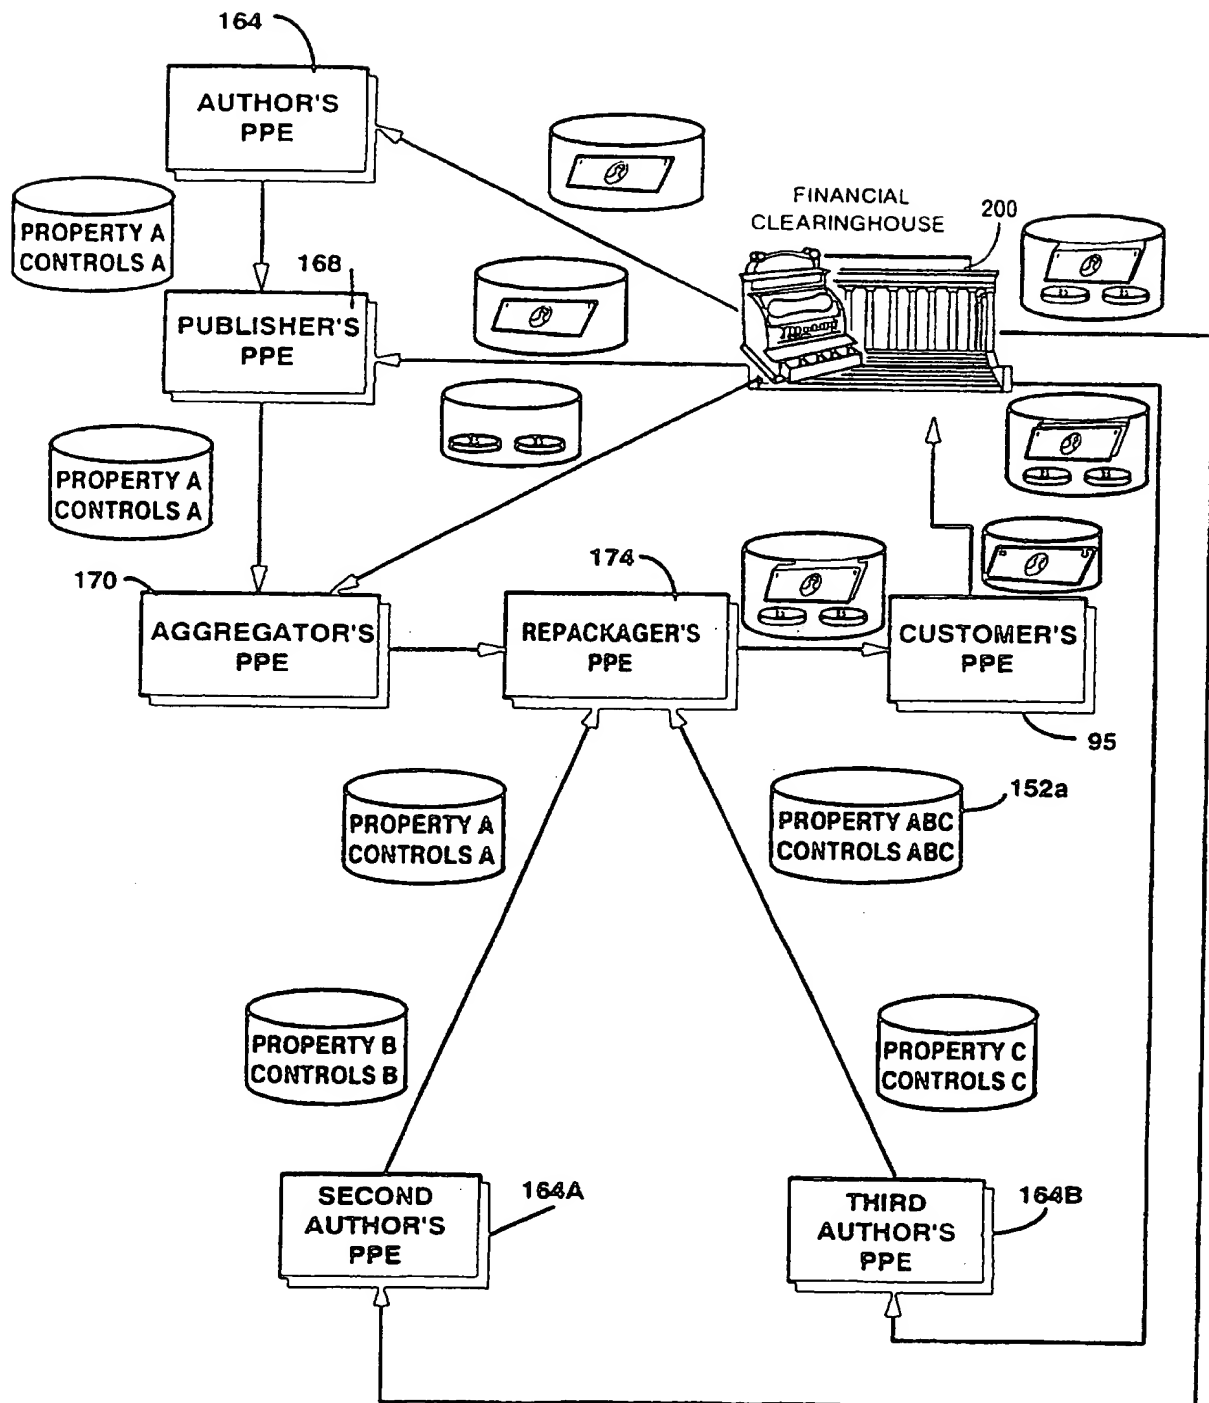 164
AUTHOR'S
PPE
PROPERTY A
CONTROLS A
168
PUBLISHER'S
PPE
FINANCIAL
CLEARINGHOUSE
200
PROPERTY A
CONTROLS A
170
AGGREGATOR'S
PPE
174
REPACKAGER'S
PPE
CUSTOMER'S
PPE
95
PROPERTY A
CONTROLS A
PROPERTY ABC
CONTROLS ABC
152a
PROPERTY B
CONTROLS B
PROPERTY C
CONTROLS C
SECOND
AUTHOR'S
PPE
164A
THIRD
AUTHOR'S
PPE
164B